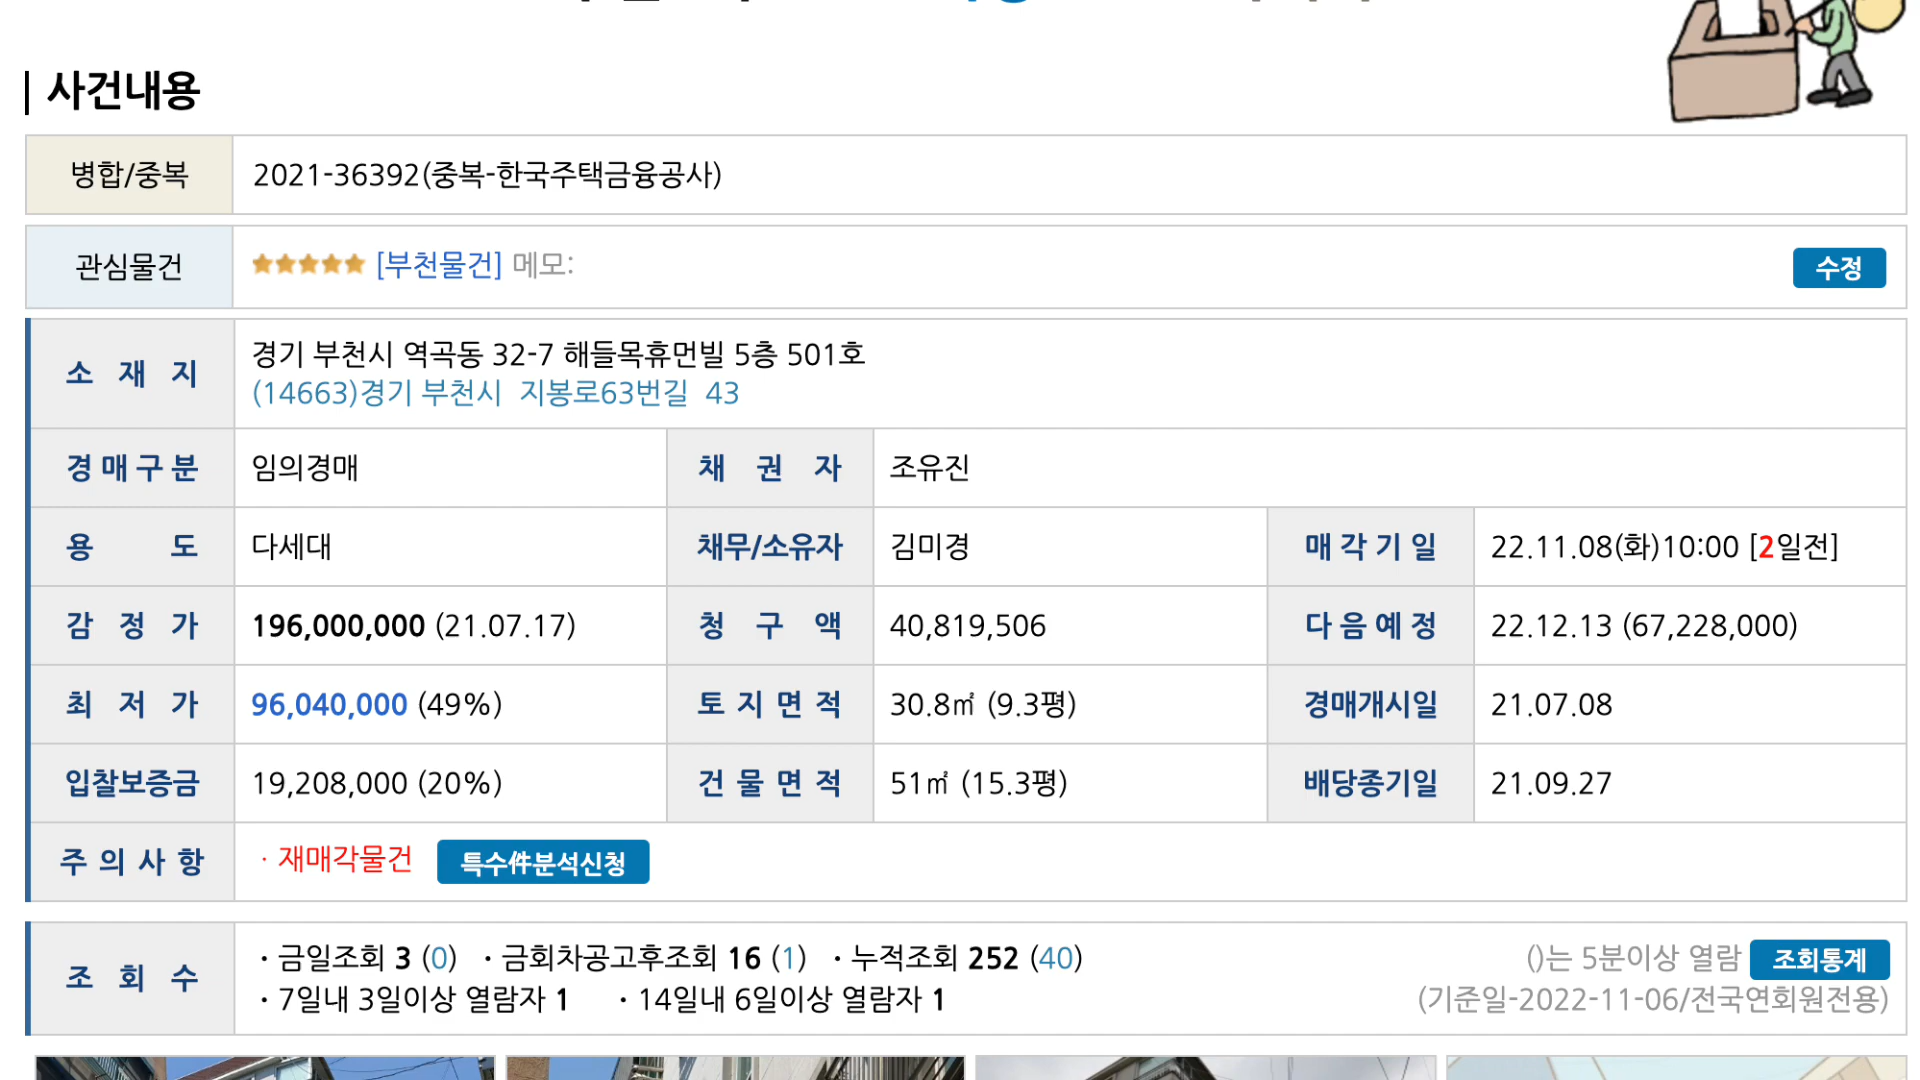 사건내용
병합/중복 2021-36392(중복-한국주택금융공사)
관심물건 [부천물건] 메모: 수정
소재지 경기 부천시 역곡동 32-7 해들목휴먼빌 5층 501호
(14663)경기 부천시 지봉로63번길 43
경매구분 임의경매 채권자 조유진
용도 다세대 채무/소유자 김미경 매각기일 22.11.08(화)10:00 [2일전]
감정가 196,000,000 (21.07.17) 청구액 40,819,506 다음예정 22.12.13 (67,228,000)
최저가 96,040,000 (49%) 토지면적 30.8㎡ (9.3평) 경매개시일 21.07.08
입찰보증금 19,208,000 (20%) 건물면적 51㎡ (15.3평) 배당종기일 21.09.27
주의사항 · 재매각물건 특수件분석신청
조회수 · 금일조회 3 (0) · 금회차공고후조회 16 (1) · 누적조회 252 (40) ()는 5분이상 열람 조회통계
· 7일내 3일이상 열람자 1 · 14일내 6일이상 열람자 1 (기준일-2022-11-06/전국연회원전용)